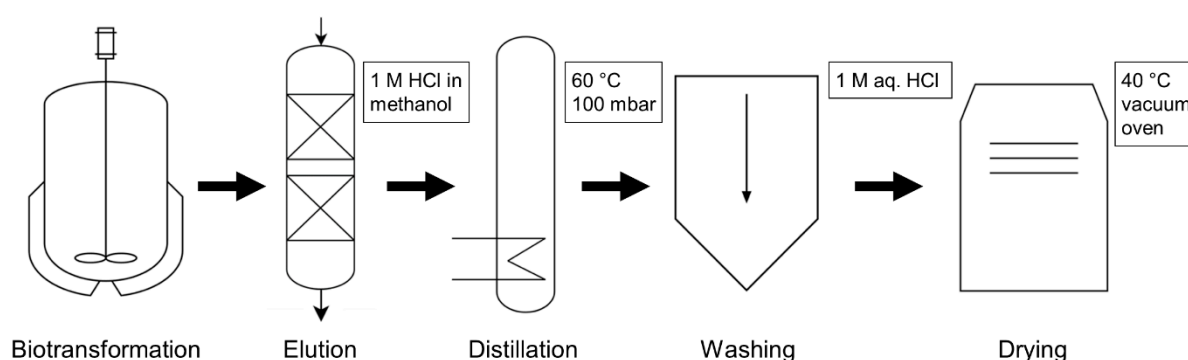 1 M HCl in
methanol
60 °C
100 mbar
1 M aq. HCl
40 °C
vacuum
oven
Biotransformation
Elution
Distillation
Washing
Drying